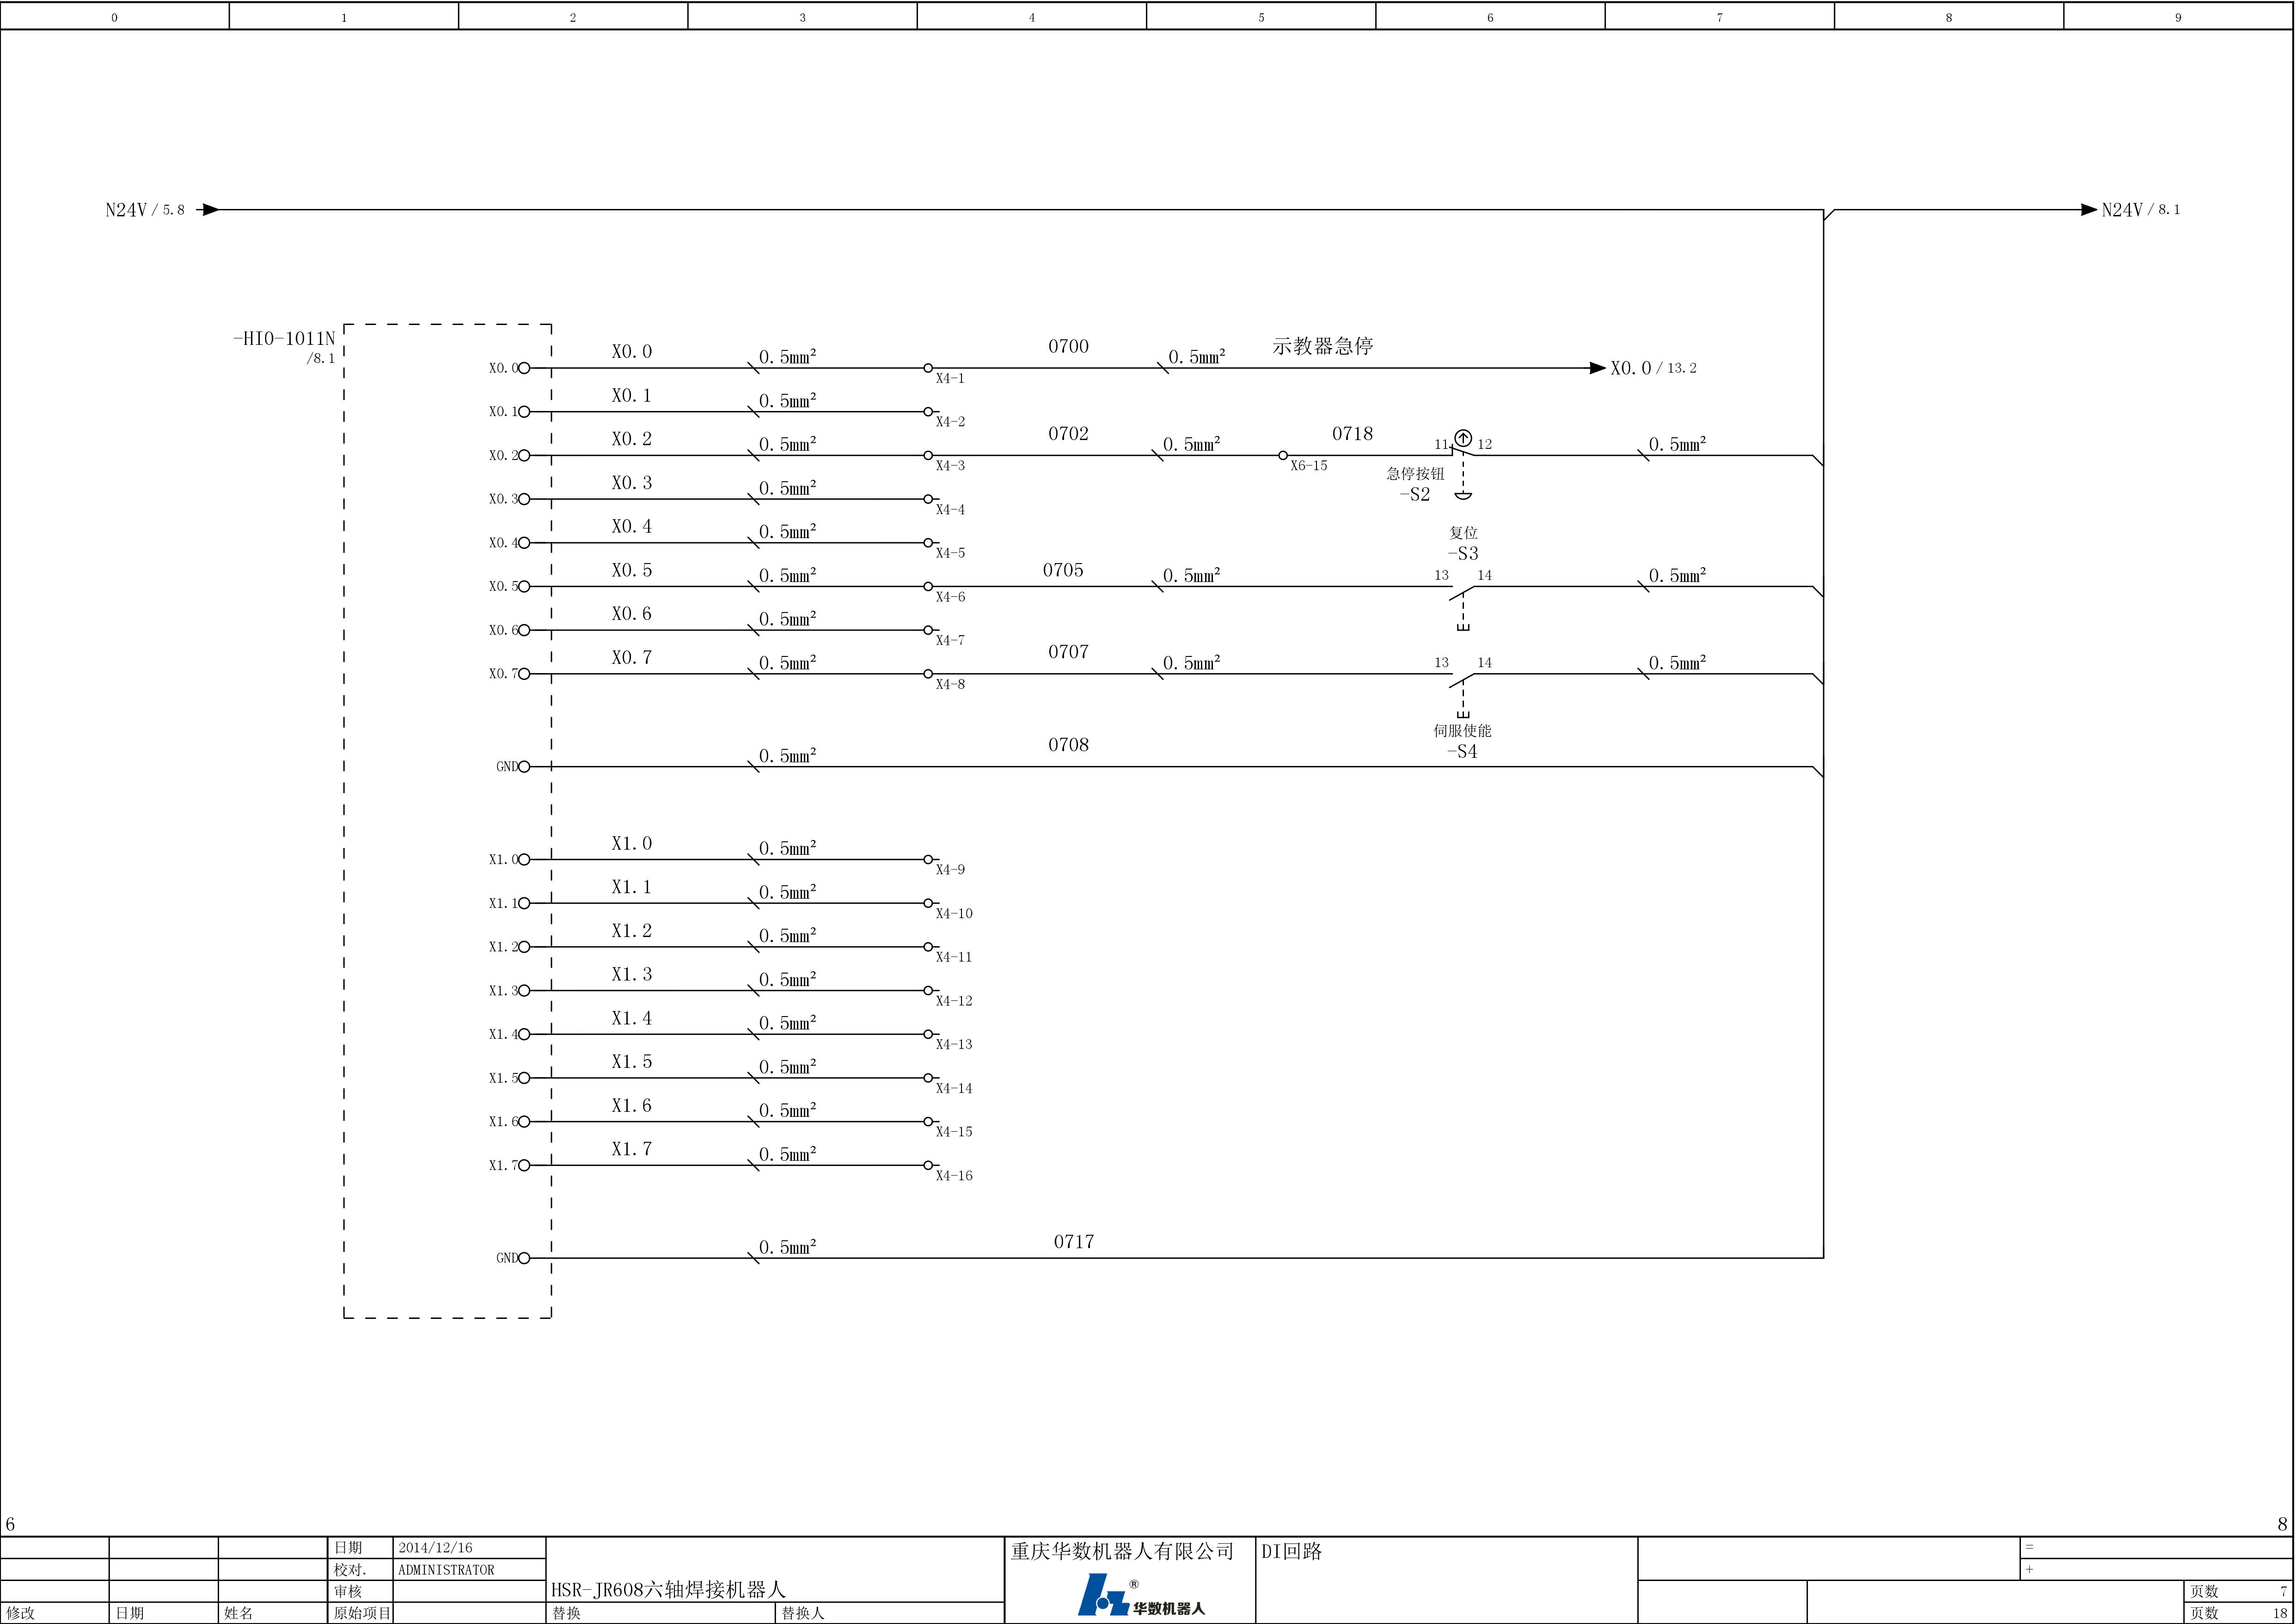 0 1 2 3 4 5 6 7 8 9
N24V / 5.8
N24V / 8.1
-HIO-1011N
/8.1
X0.0 X0.0 0.5mm² X4-1 0700 0.5mm² 示教器急停 X0.0 / 13.2
X0.1 X0.1 0.5mm² X4-2
X0.2 X0.2 0.5mm² X4-3 0702 0.5mm² X6-15 0718 11 12 0.5mm²
急停按钮
-S2
X0.3 X0.3 0.5mm² X4-4
X0.4 X0.4 0.5mm² X4-5
复位
-S3
X0.5 X0.5 0.5mm² X4-6 0705 0.5mm² 13 14 0.5mm²
X0.6 X0.6 0.5mm² X4-7
X0.7 X0.7 0.5mm² X4-8 0707 0.5mm² 13 14 0.5mm²
伺服使能
-S4
GND 0.5mm² 0708
X1.0 X1.0 0.5mm² X4-9
X1.1 X1.1 0.5mm² X4-10
X1.2 X1.2 0.5mm² X4-11
X1.3 X1.3 0.5mm² X4-12
X1.4 X1.4 0.5mm² X4-13
X1.5 X1.5 0.5mm² X4-14
X1.6 X1.6 0.5mm² X4-15
X1.7 X1.7 0.5mm² X4-16
GND 0.5mm² 0717
6
8
日期 2014/12/16
校对. ADMINISTRATOR
审核
修改 日期 姓名 原始项目
HSR-JR608六轴焊接机器人
替换 替换人
重庆华数机器人有限公司
® 华数机器人
DI回路
=
+
页数 7
页数 18